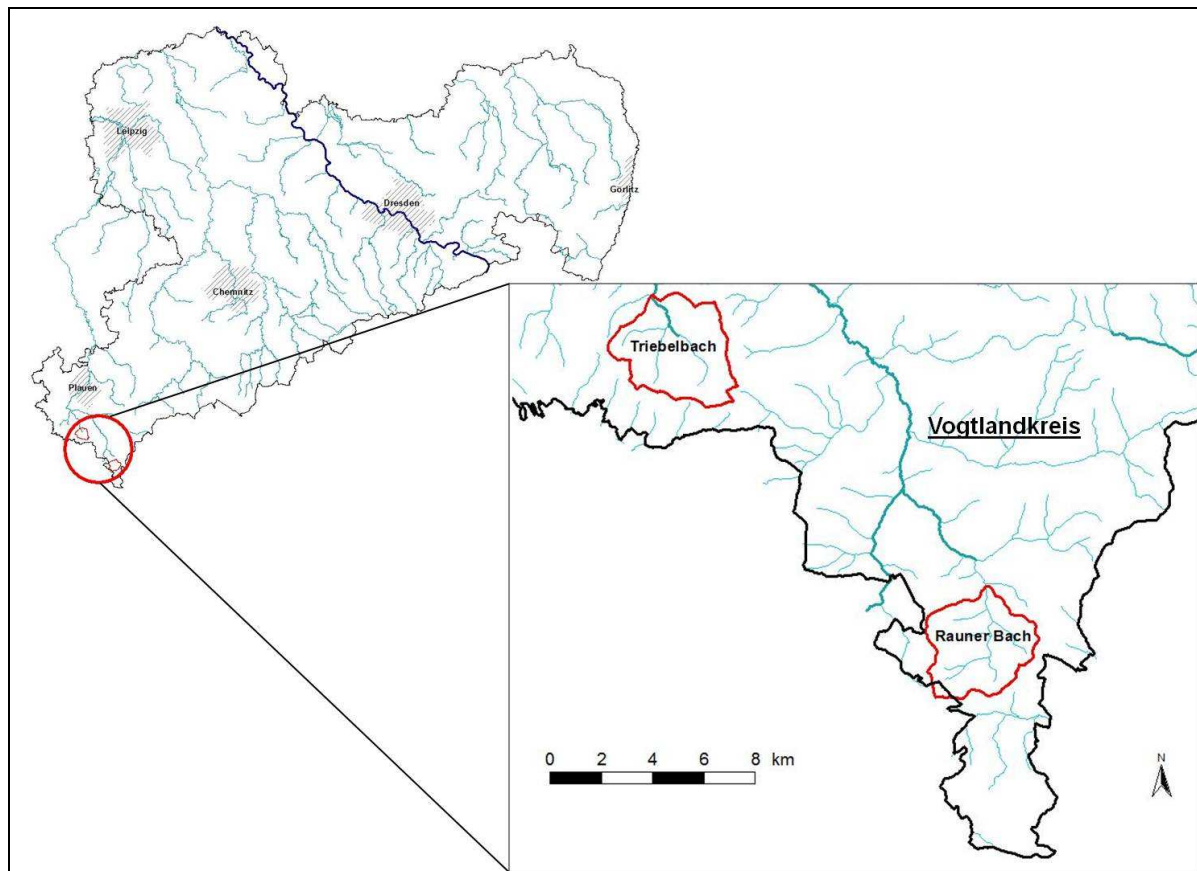 Leipzig
Görlitz
Dresden
Chemnitz
Plauen
Triebelbach
Vogtlandkreis
Rauner Bach
0 2 4 6 8 km
N